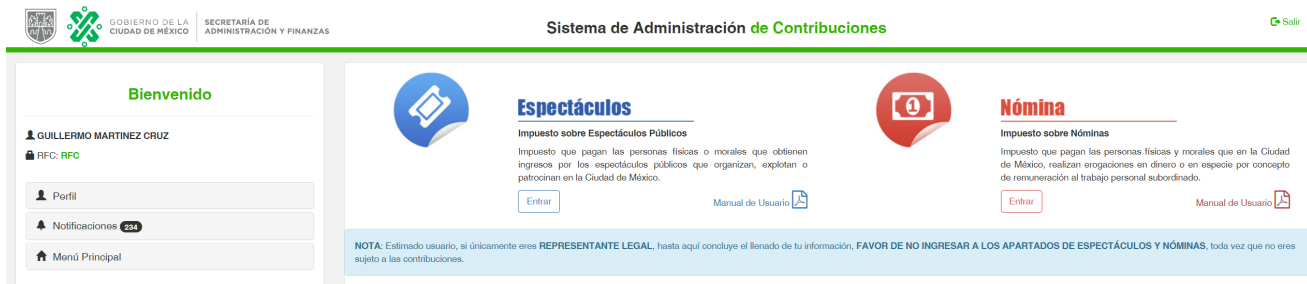 GOBIERNO DE LA
CIUDAD DE MÉXICO
SECRETARÍA DE
ADMINISTRACIÓN Y FINANZAS
Sistema de Administración de Contribuciones
Salir
Bienvenido
GUILLERMO MARTINEZ CRUZ
RFC: RFC
Perfil
Notificaciones 234
Menú Principal
Espectáculos
Impuesto sobre Espectáculos Públicos
Impuesto que pagan las personas físicas o morales que obtienen
ingresos por los espectáculos públicos que organizan, explotan o
patrocinan en la Ciudad de México.
Entrar
Manual de Usuario
1
Nómina
Impuesto sobre Nóminas
Impuesto que pagan las personas físicas y morales que en la Ciudad
de México, realizan erogaciones en dinero o en especie por concepto
de remuneración al trabajo personal subordinado.
Entrar
Manual de Usuario
NOTA: Estimado usuario, si únicamente eres REPRESENTANTE LEGAL, hasta aquí concluye el llenado de tu información, FAVOR DE NO INGRESAR A LOS APARTADOS DE ESPECTÁCULOS Y NÓMINAS, toda vez que no eres
sujeto a las contribuciones.